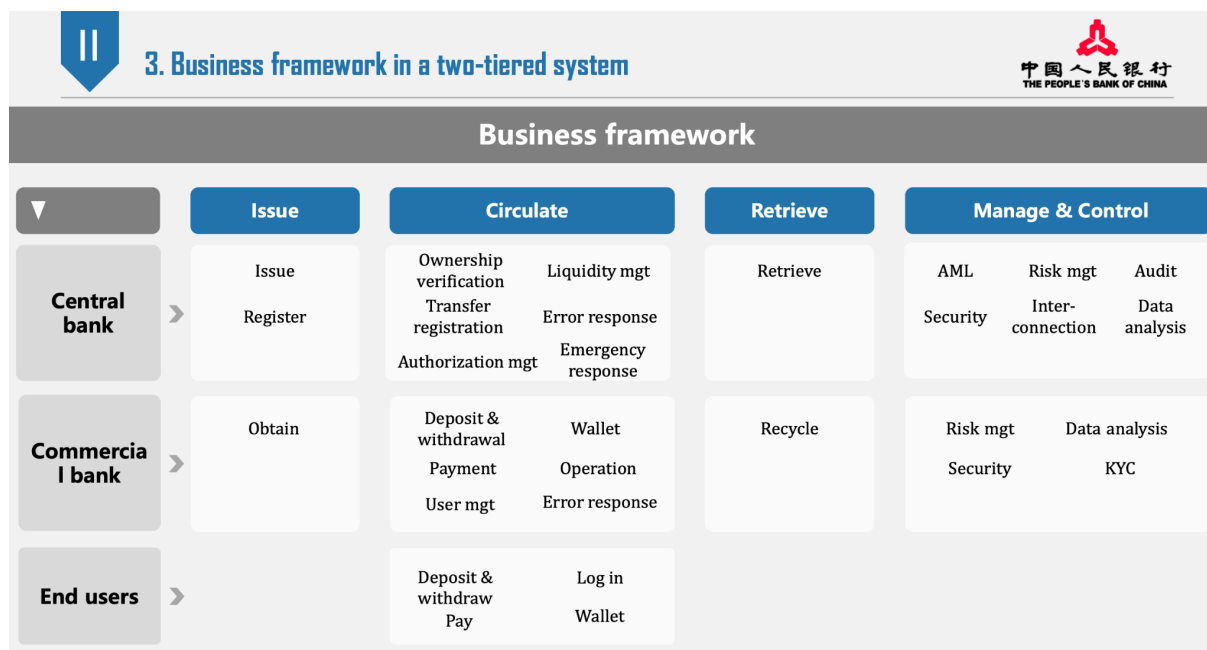 II
3. Business framework in a two-tiered system
中国人民银行
THE PEOPLE'S BANK OF CHINA
Business framework
Issue
Circulate
Retrieve
Manage & Control
Central
bank
Issue
Register
Ownership
verification
Liquidity mgt
Transfer
registration
Error response
Authorization mgt
Emergency
response
Retrieve
AML
Risk mgt
Audit
Security
Inter-
connection
Data
analysis
Commercia
l bank
Obtain
Deposit &
withdrawal
Wallet
Payment
Operation
User mgt
Error response
Recycle
Risk mgt
Data analysis
Security
KYC
End users
Deposit &
withdraw
Log in
Pay
Wallet